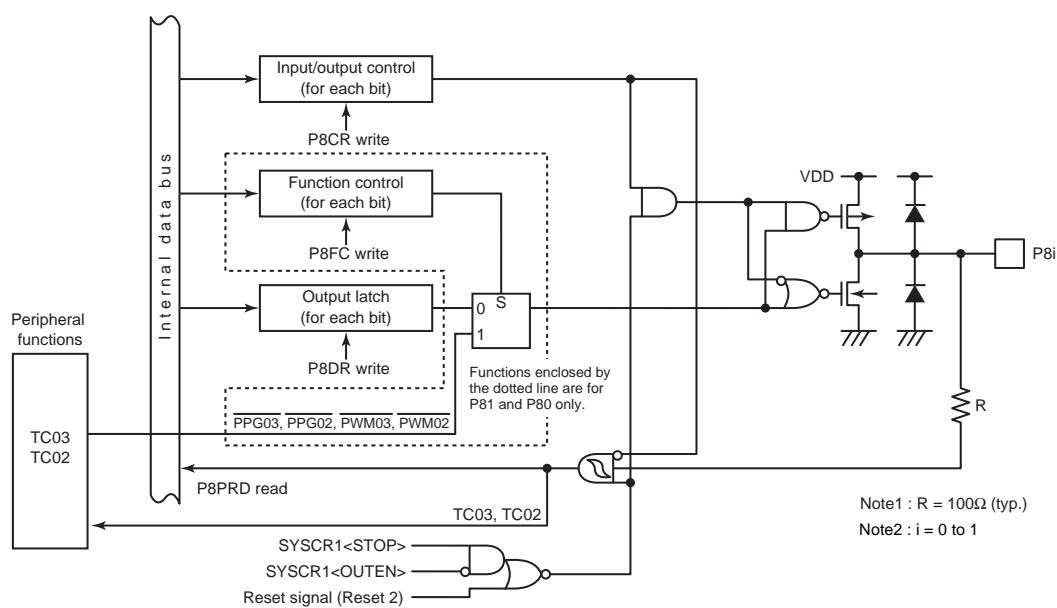 Input/output control
(for each bit)
P8CR write
Function control
(for each bit)
P8FC write
VDD
P8i
Internal data bus
Output latch
(for each bit)
0
S
1
P8DR write
Peripheral
functions
Functions enclosed by
the dotted line are for
P81 and P80 only.
PPG03, PPG02, PWM03, PWM02
R
TC03
TC02
P8PRD read
TC03, TC02
Note1 : R = 100Ω (typ.)
Note2 : i = 0 to 1
SYSCR1<STOP>
SYSCR1<OUTEN>
Reset signal (Reset 2)